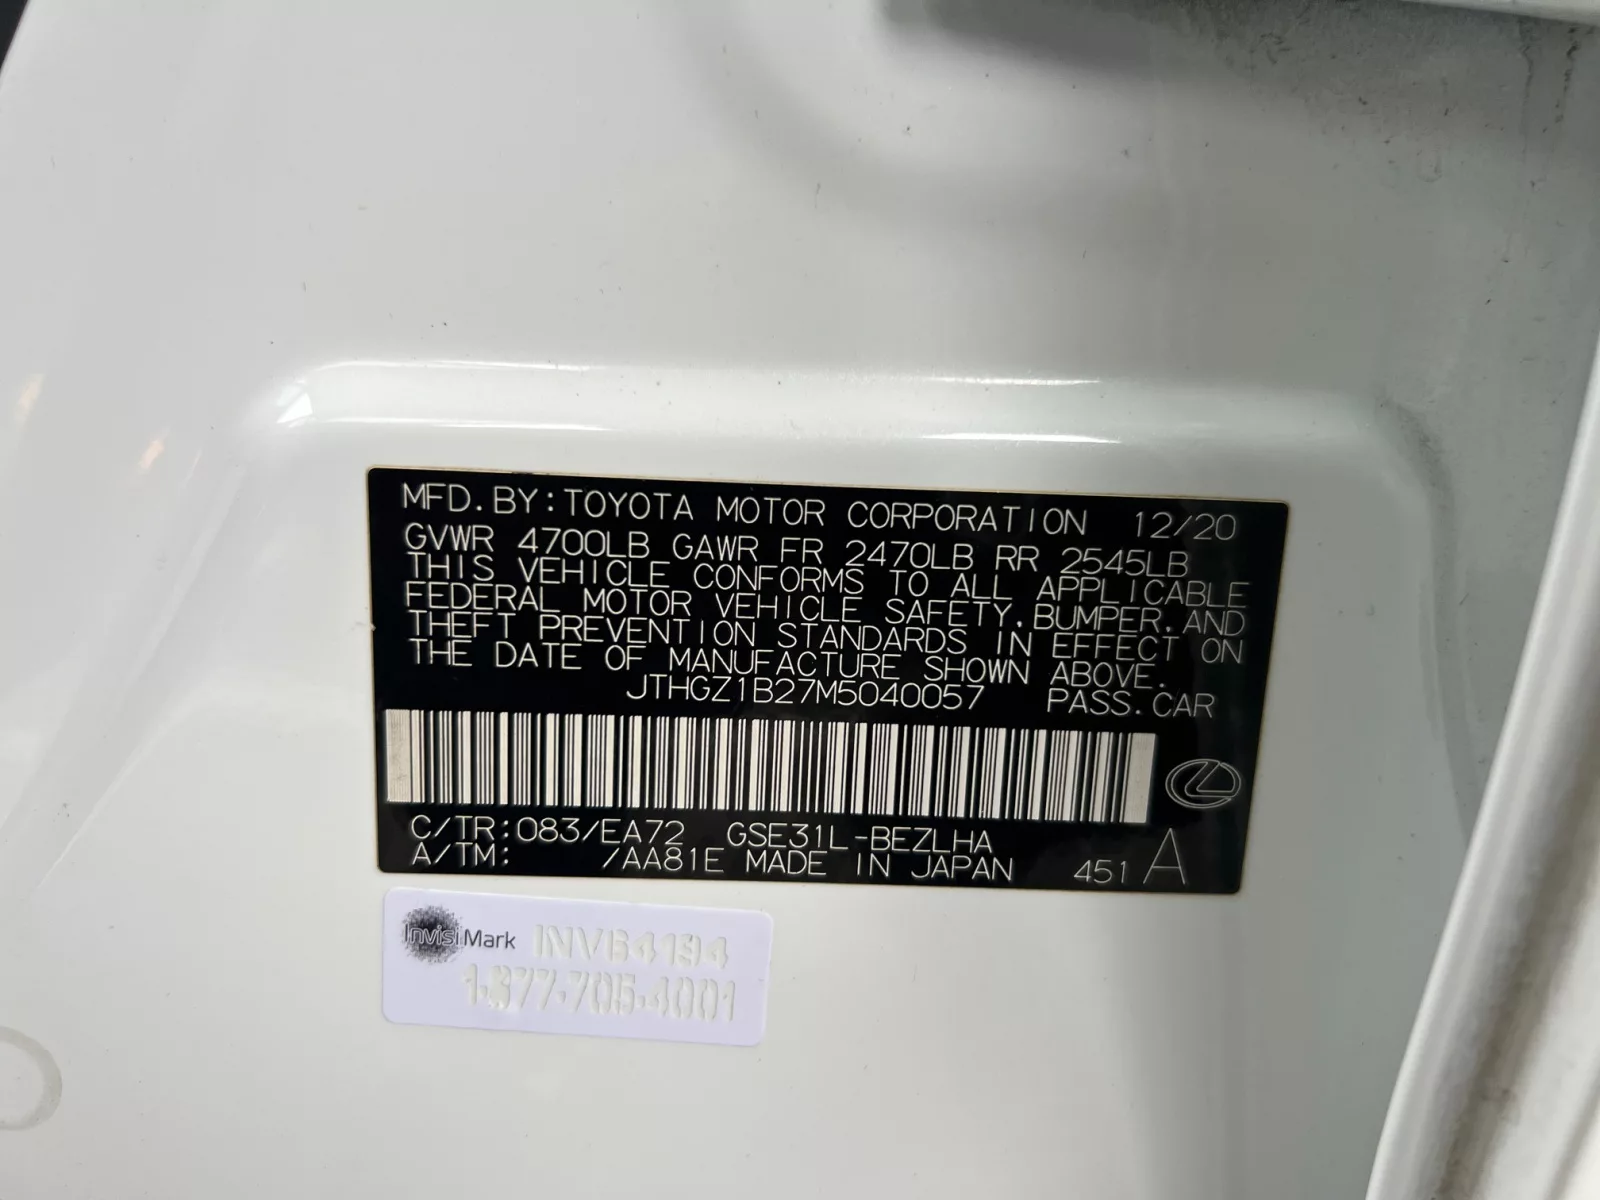 MFD. BY: TOYOTA MOTOR CORPORATION 12/20
GVWR 4700LB GAWR FR 2470LB RR 2545LB
THIS VEHICLE CONFORMS TO ALL APPLICABLE
FEDERAL MOTOR VEHICLE SAFETY, BUMPER, AND
THEFT PREVENTION STANDARDS IN EFFECT ON
THE DATE OF MANUFACTURE SHOWN ABOVE.
JTHGZ1B27M5040057 PASS. CAR
C/TR: 083/EA72 GSE31L-BEZLHA
A/TM: /AA81E MADE IN JAPAN 451 A
InvisiMark INV64194
1.877.705.4001